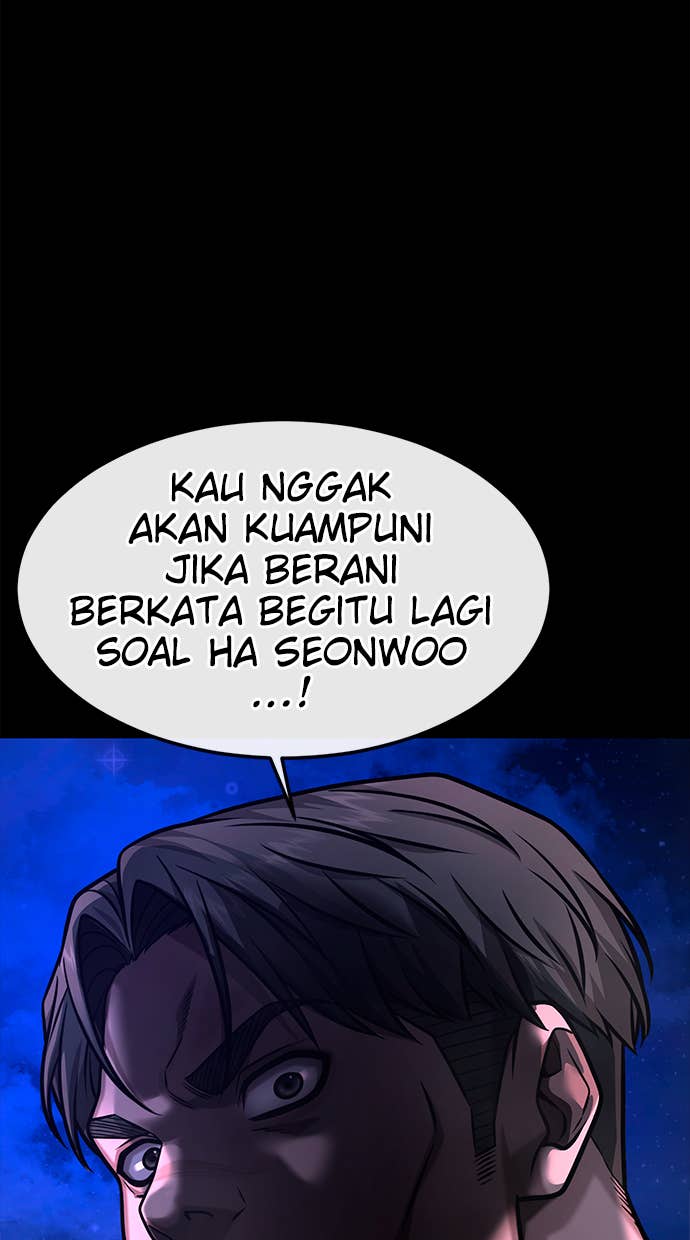 KAU NGGAK
AKAN KUAMPUNI
JIKA BERANI
BERKATA BEGITU LAGI
SOAL HA SEONWOO
...!